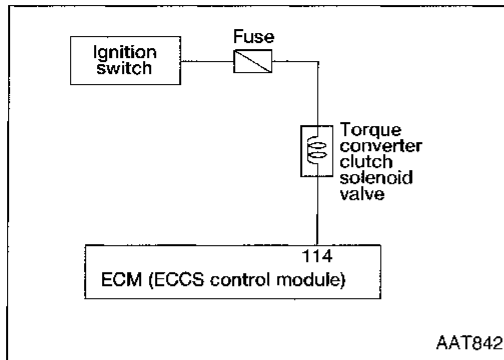 Fuse
Ignition
switch
Torque
converter
clutch
solenoid
valve
114
ECM (ECCS control module)
AAT842